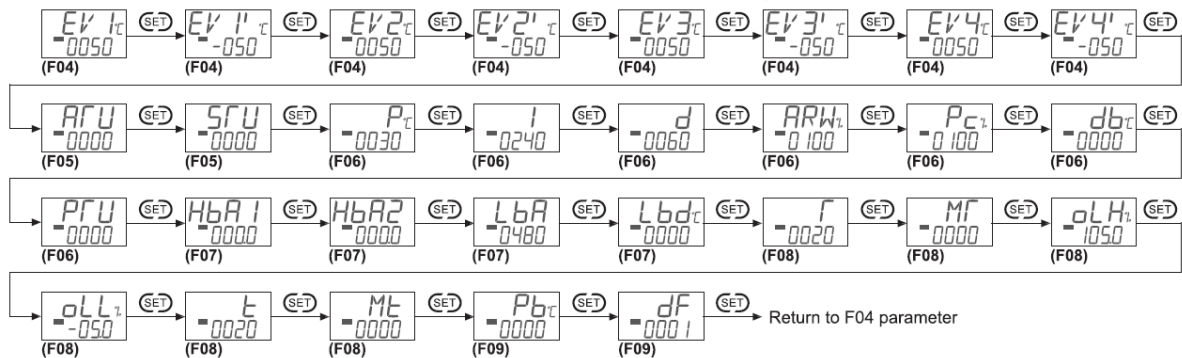 EV1℃ SET EV1' ℃ SET EV2℃ SET EV2' ℃ SET EV3℃ SET EV3' ℃ SET EV4℃ SET EV4' ℃ SET
0050 -050 0050 -050 0050 -050 0050 -050
(F04) (F04) (F04) (F04) (F04) (F04) (F04) (F04)
ATU SET STU SET P℃ SET I SET d SET ARW% SET Pc% SET db℃ SET
0000 0000 0030 0240 0060 0100 0100 0000
(F05) (F05) (F06) (F06) (F06) (F06) (F06) (F06)
PTU SET HbA1 SET HbA2 SET LbA SET Lbd℃ SET T SET MT SET oLH% SET
0000 000.0 000.0 0480 0000 0020 0000 105.0
(F06) (F07) (F07) (F07) (F07) (F08) (F08) (F08)
oLL% SET t SET Mt SET Pb℃ SET dF SET Return to F04 parameter
-05.0 0020 0000 0000 0001
(F08) (F08) (F08) (F09) (F09)